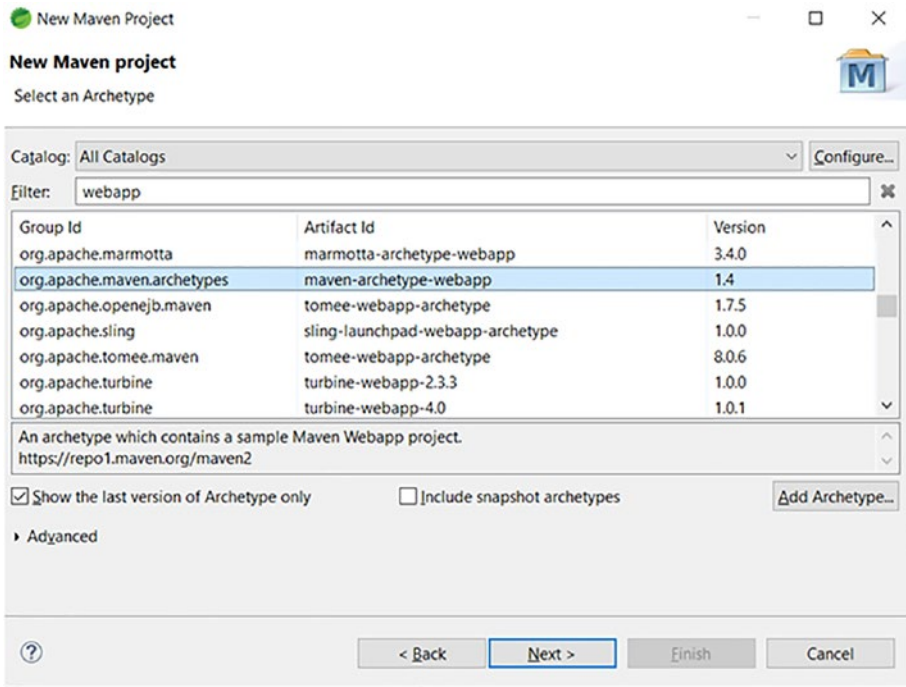 New Maven Project
New Maven project
Select an Archetype
M
Catalog: All Catalogs Configure...
Filter: webapp
Group Id Artifact Id Version
org.apache.marmotta marmotta-archetype-webapp 3.4.0
org.apache.maven.archetypes maven-archetype-webapp 1.4
org.apache.openejb.maven tomee-webapp-archetype 1.7.5
org.apache.sling sling-launchpad-webapp-archetype 1.0.0
org.apache.tomee.maven tomee-webapp-archetype 8.0.6
org.apache.turbine turbine-webapp-2.3.3 1.0.0
org.apache.turbine turbine-webapp-4.0 1.0.1
An archetype which contains a sample Maven Webapp project.
https://repo1.maven.org/maven2
Show the last version of Archetype only Include snapshot archetypes Add Archetype...
Advanced
? < Back Next > Finish Cancel